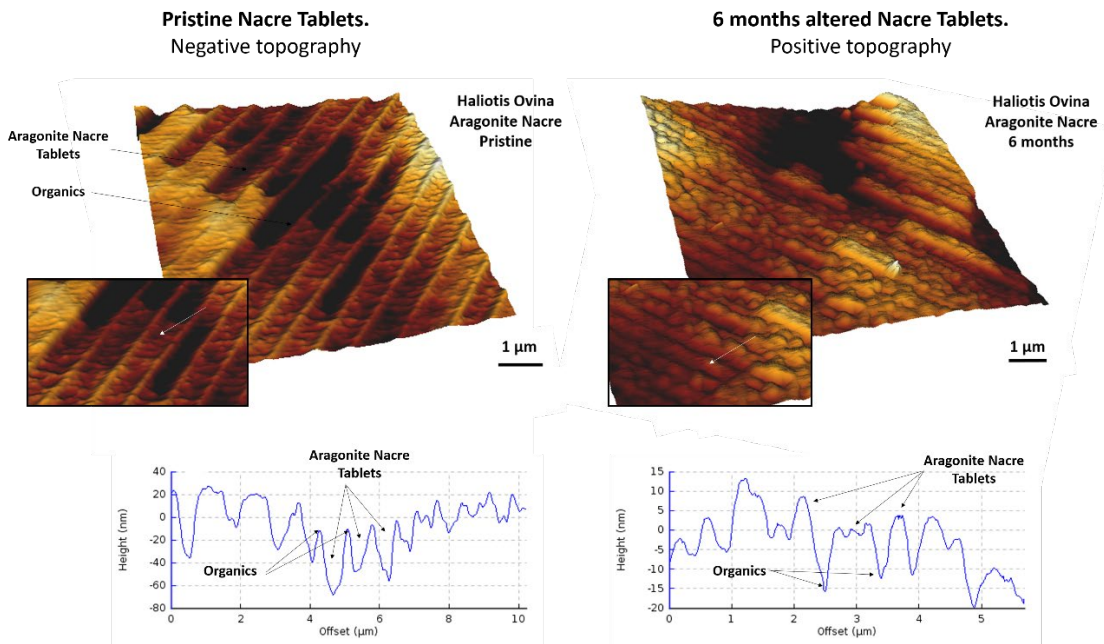 Pristine Nacre Tablets.
Negative topography
6 months altered Nacre Tablets.
Positive topography
Haliotis Ovina
Aragonite Nacre
Pristine
Aragonite Nacre
Tablets
Organics
1 µm
Haliotis Ovina
Aragonite Nacre
6 months
1 µm
Aragonite Nacre
Tablets
Organics
Height (nm)
40
20
0
-20
-40
-60
-80
0 2 4 6 8 10
Offset (µm)
Aragonite Nacre
Tablets
Organics
Height (nm)
15
10
5
0
-5
-10
-15
-20
0 1 2 3 4 5
Offset (µm)